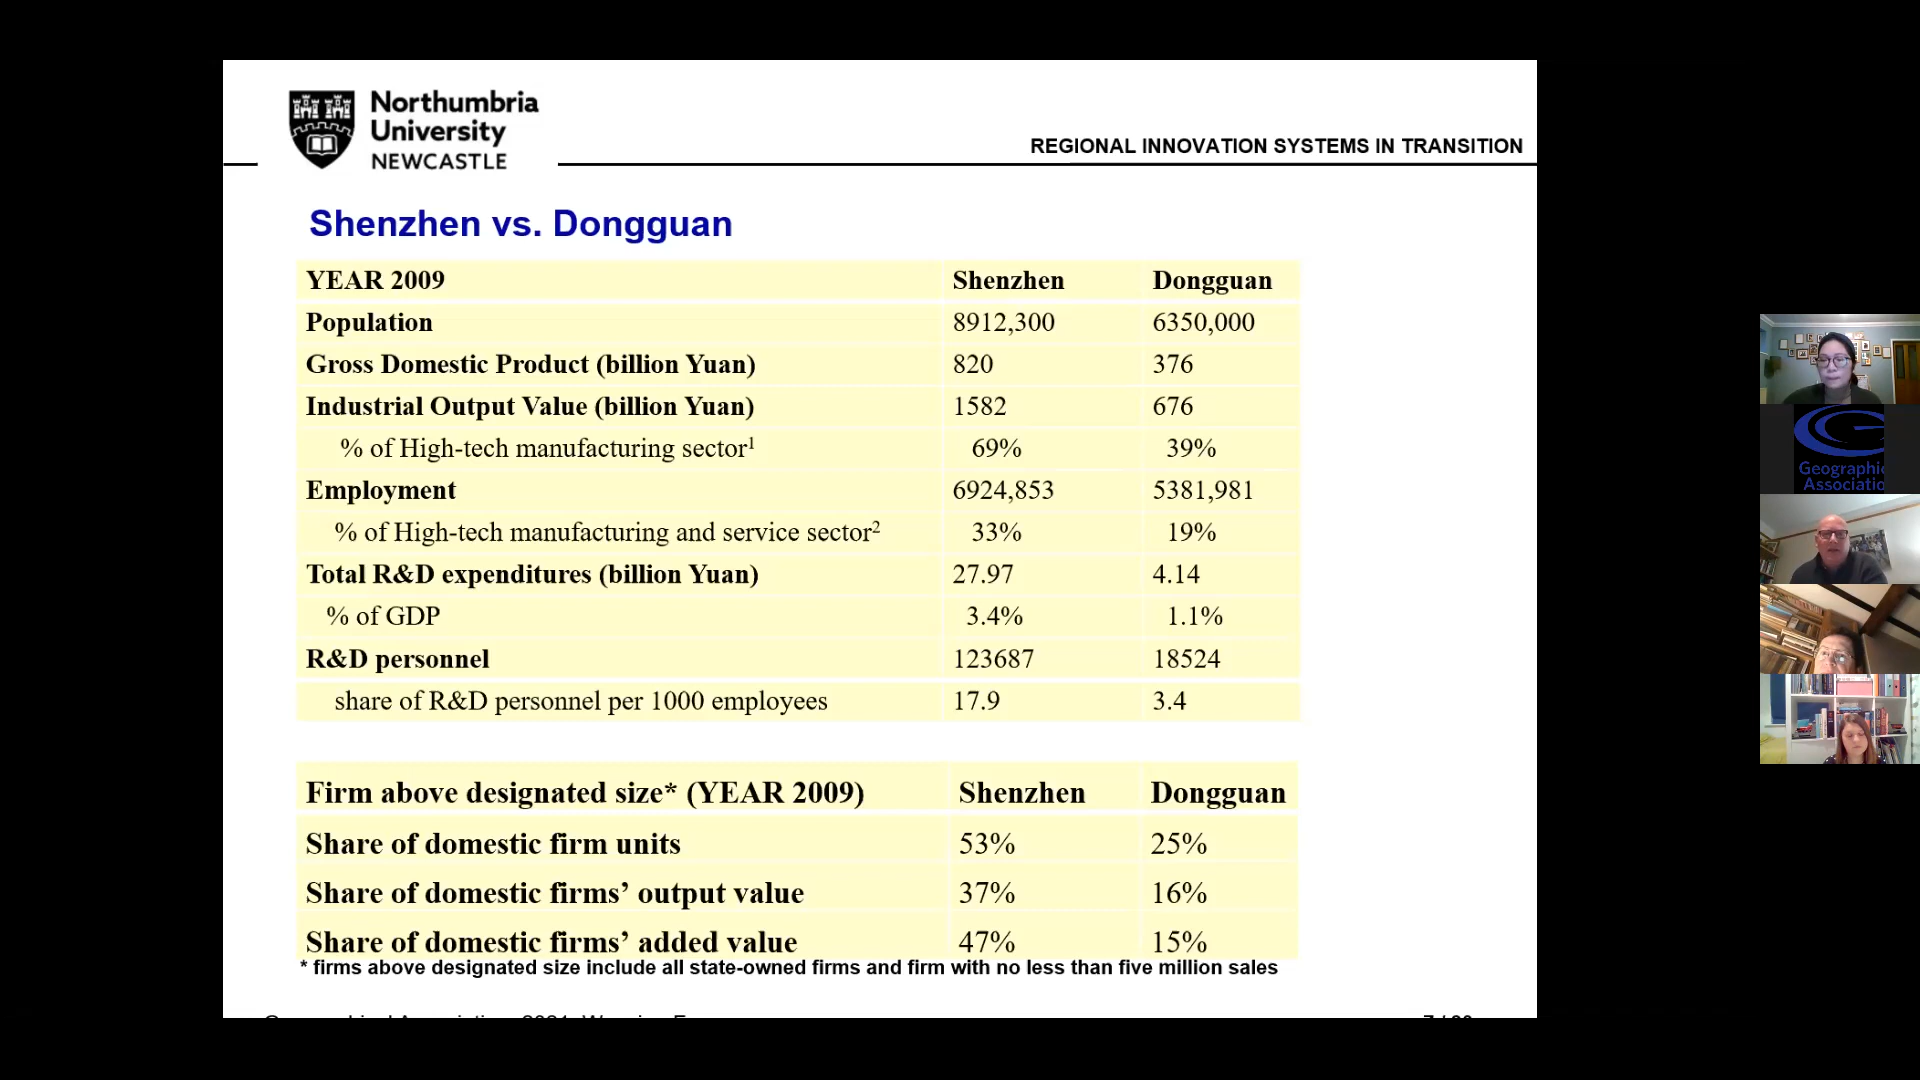 Northumbria
University
NEWCASTLE
REGIONAL INNOVATION SYSTEMS IN TRANSITION
Shenzhen vs. Dongguan
YEAR 2009 Shenzhen Dongguan
Population 8912,300 6350,000
Gross Domestic Product (billion Yuan) 820 376
Industrial Output Value (billion Yuan) 1582 676
% of High-tech manufacturing sector¹ 69% 39%
Employment 6924,853 5381,981
% of High-tech manufacturing and service sector² 33% 19%
Total R&D expenditures (billion Yuan) 27.97 4.14
% of GDP 3.4% 1.1%
R&D personnel 123687 18524
share of R&D personnel per 1000 employees 17.9 3.4
Firm above designated size* (YEAR 2009) Shenzhen Dongguan
Share of domestic firm units 53% 25%
Share of domestic firms’ output value 37% 16%
Share of domestic firms’ added value 47% 15%
* firms above designated size include all state-owned firms and firm with no less than five million sales
Geographic
Associatio